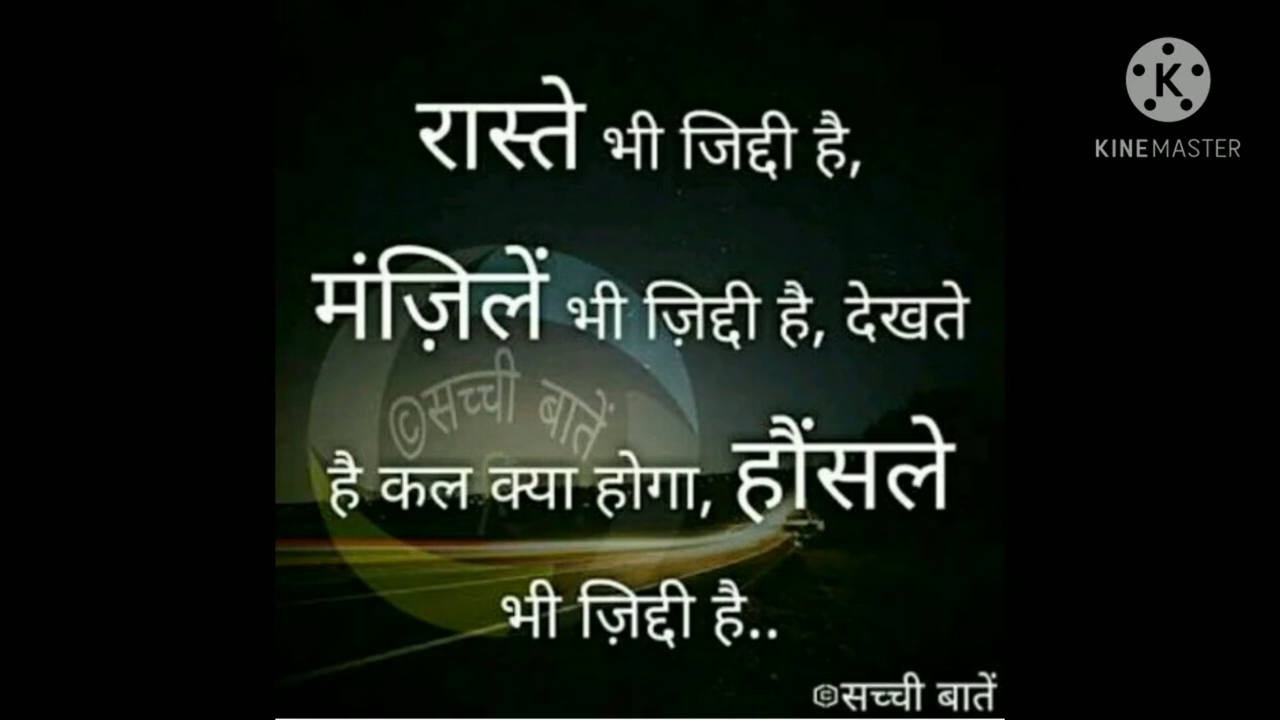 रास्ते भी जिद्दी है,
मंज़िलें भी ज़िद्दी है, देखते
है कल क्या होगा, हौंसले
भी ज़िद्दी है..
©सच्ची बातें
©सच्ची बातें
K
KINEMASTER